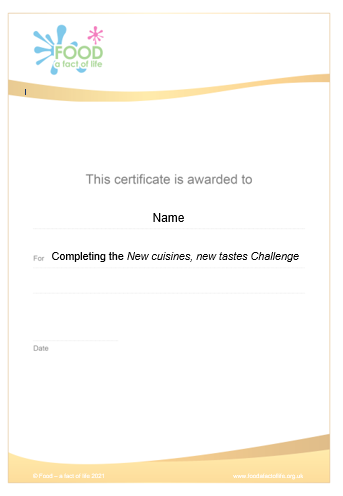 FOOD
a fact of life
This certificate is awarded to
Name
For Completing the New cuisines, new tastes Challenge
Date
© Food – a fact of life 2021
www.foodafactoflife.org.uk